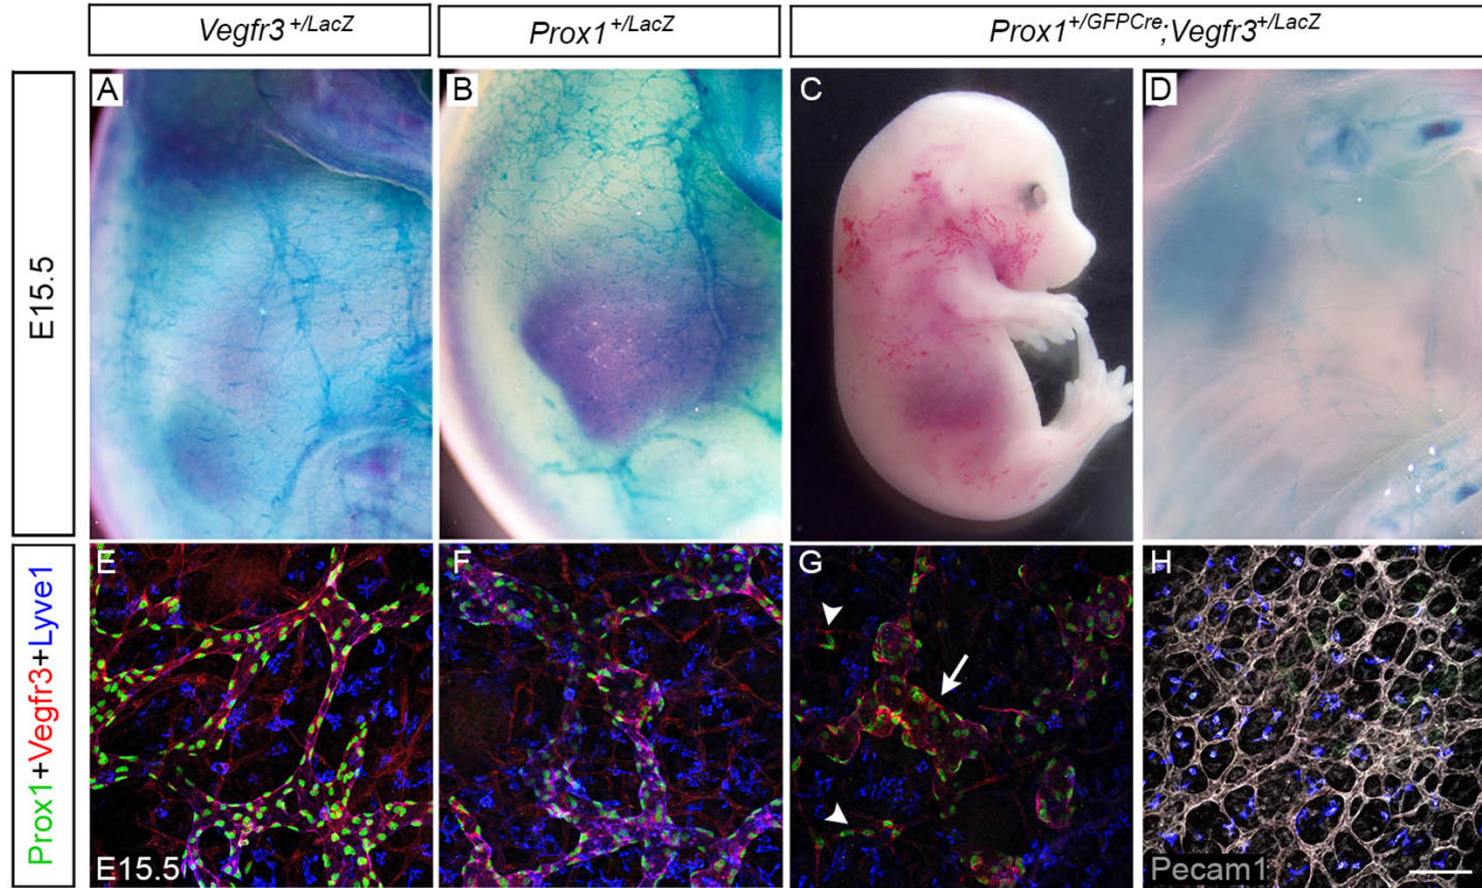 Vegfr3 +/LacZ
Prox1 +/LacZ
Prox1 +/GFPCre;Vegfr3 +/LacZ
E15.5
A
B
C
D
Prox1+Vegfr3+Lyve1
E
E15.5
F
G
H
Pecam1